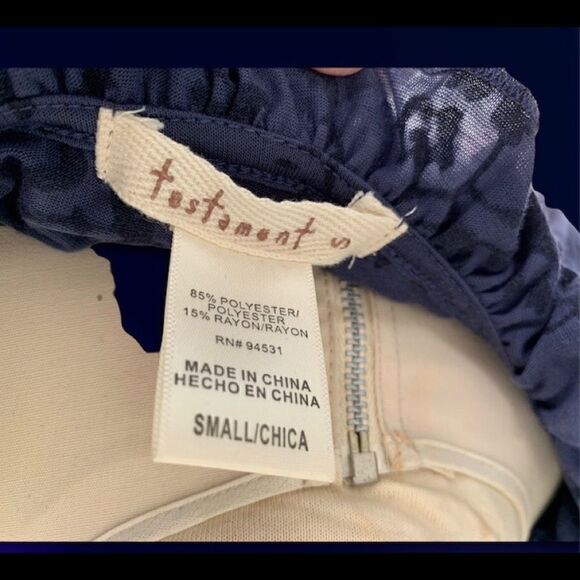 testament S
85% POLYESTER/
POLYESTER
15% RAYON/RAYON
RN# 94531
MADE IN CHINA
HECHO EN CHINA
SMALL/CHICA